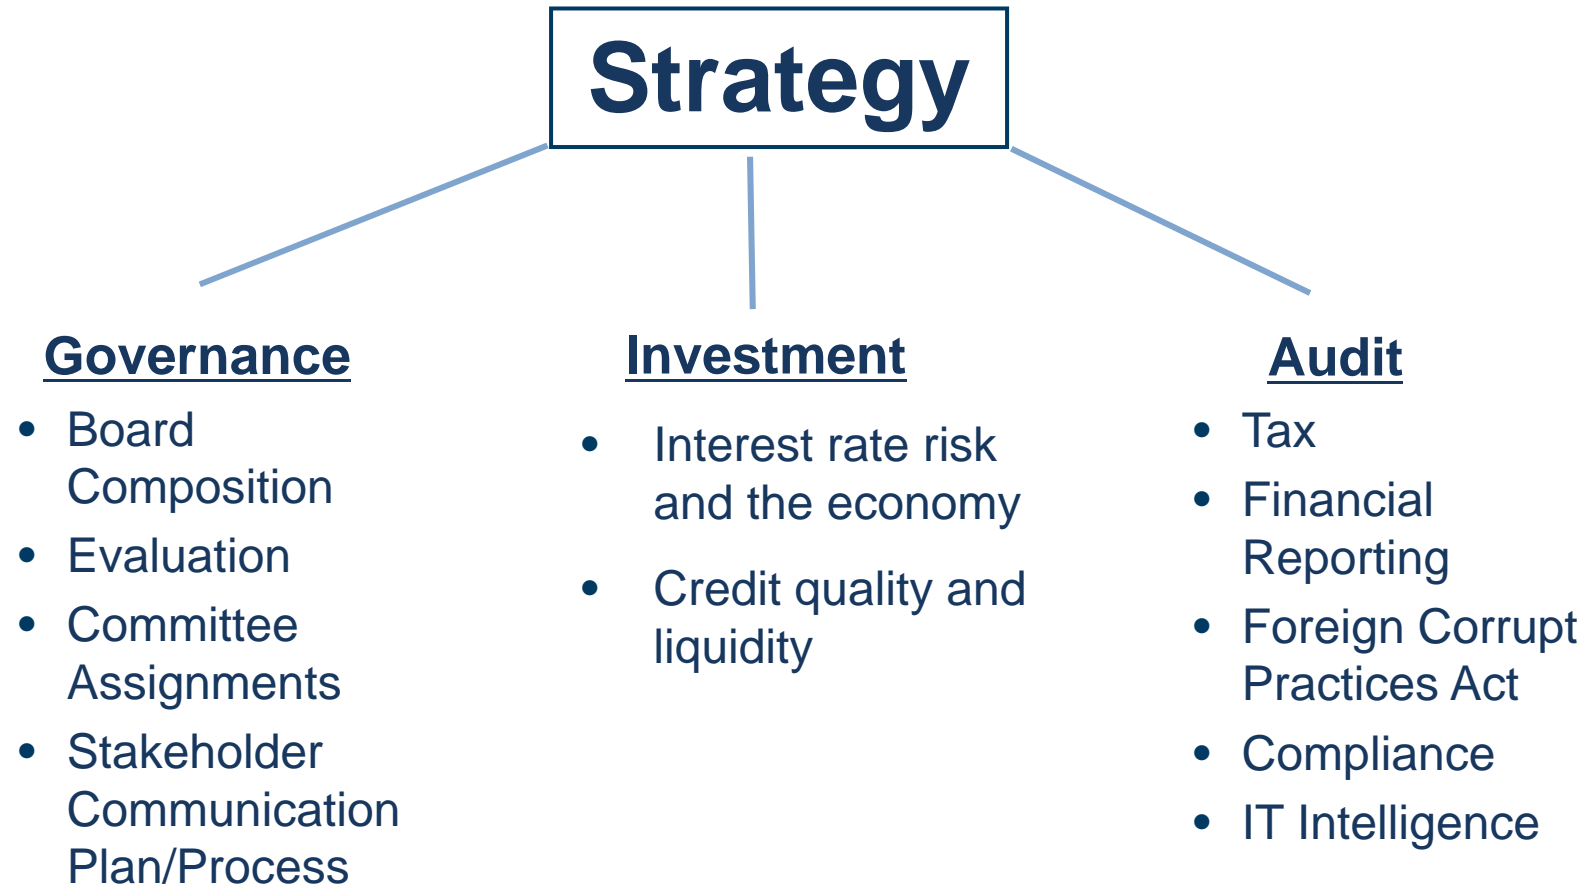 Strategy
Governance
• Board
Composition
• Evaluation
• Committee
Assignments
• Stakeholder
Communication
Plan/Process
Investment
• Interest rate risk
and the economy
• Credit quality and
liquidity
Audit
• Tax
• Financial
Reporting
• Foreign Corrupt
Practices Act
• Compliance
• IT Intelligence